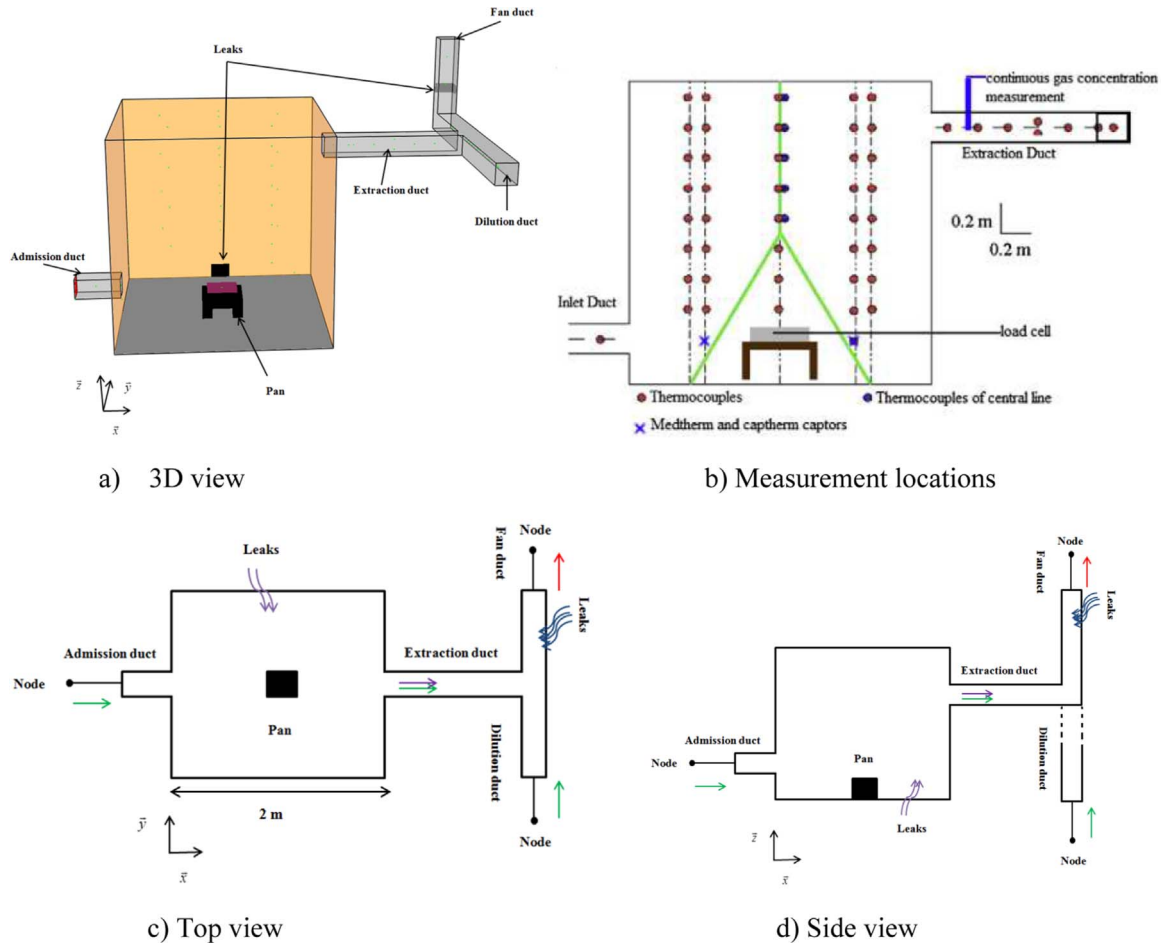 Fan duct
Leaks
Extraction duct
Dilution duct
Admission duct
Pan
z
y
x
a) 3D view
continuous gas concentration
measurement
Extraction Duct
0.2 m
0.2 m
Inlet Duct
load cell
Thermocouples
Thermocouples of central line
Medtherm and captherm captors
b) Measurement locations
Node
Fan duct
Leaks
Leaks
Admission duct
Extraction duct
Node
Pan
Dilution duct
2 m
Node
y
x
c) Top view
Node
Fan duct
Leaks
Extraction duct
Admission duct
Node
Pan
Dilution duct
Leaks
Node
z
x
d) Side view